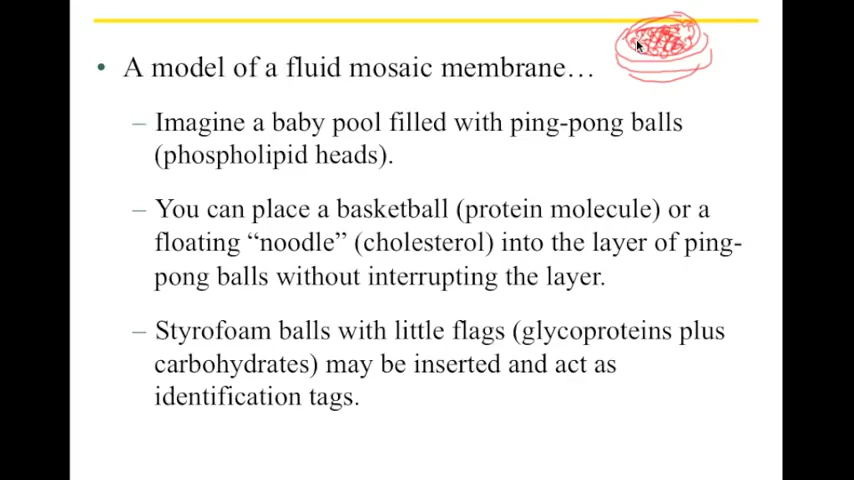 • A model of a fluid mosaic membrane…
– Imagine a baby pool filled with ping-pong balls
(phospholipid heads).
– You can place a basketball (protein molecule) or a
floating “noodle” (cholesterol) into the layer of ping-
pong balls without interrupting the layer.
– Styrofoam balls with little flags (glycoproteins plus
carbohydrates) may be inserted and act as
identification tags.